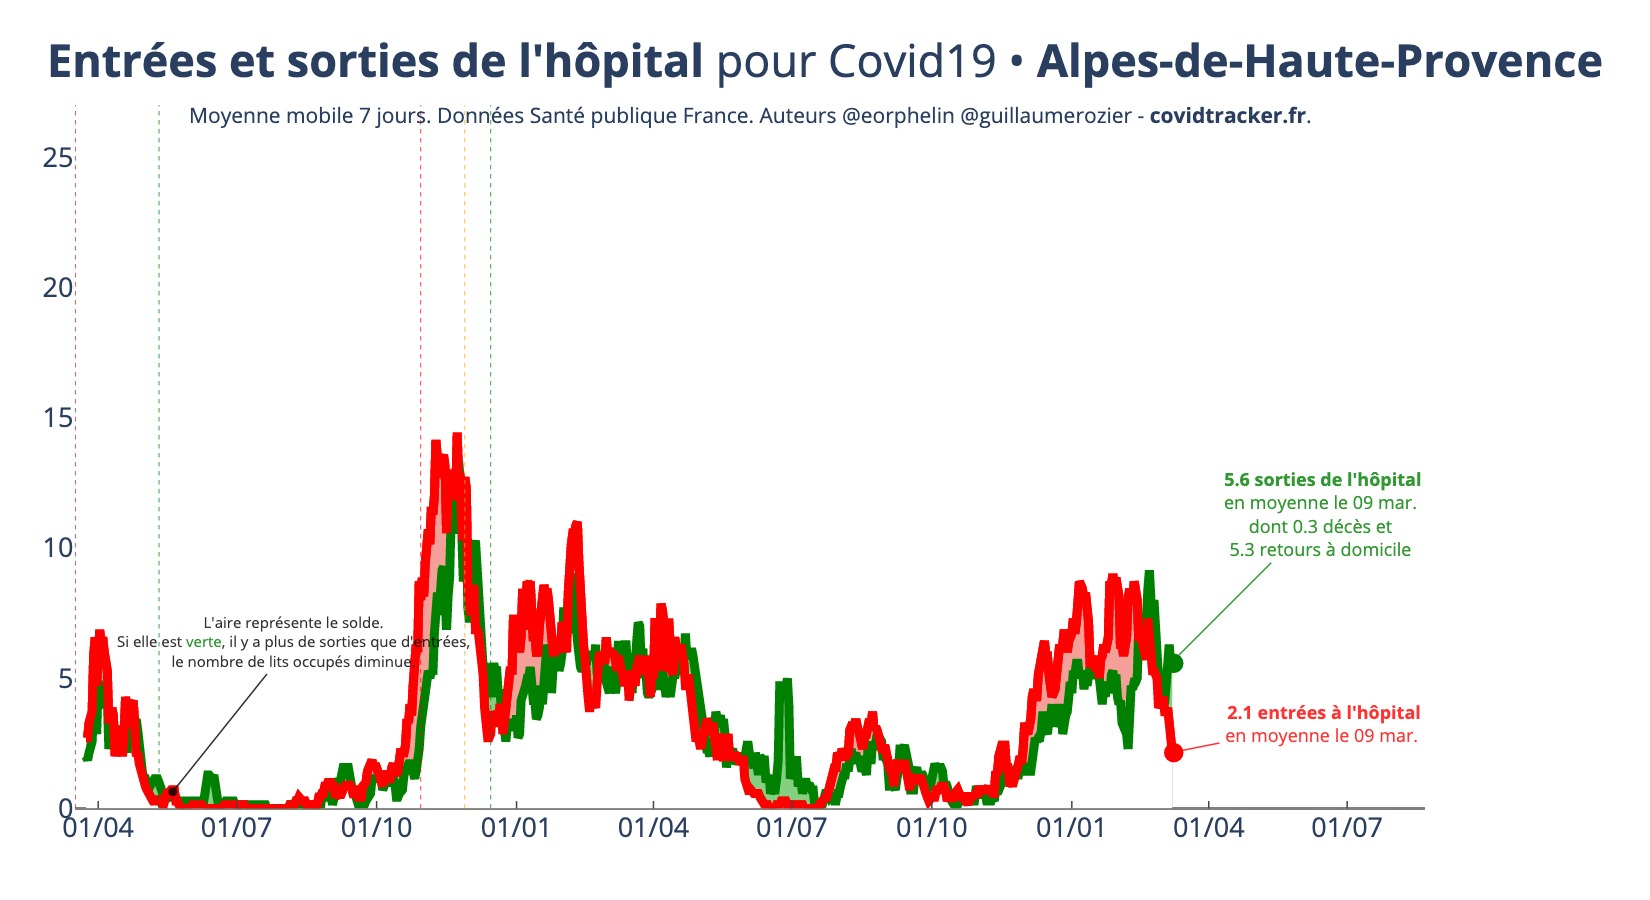 Entrées et sorties de l'hôpital pour Covid19 • Alpes-de-Haute-Provence
Moyenne mobile 7 jours. Données Santé publique France. Auteurs @eorphelin @guillaumerozier - covidtracker.fr.
25
20
15
10
5
0
5.6 sorties de l'hôpital
en moyenne le 09 mar.
dont 0.3 décès et
5.3 retours à domicile
L'aire représente le solde.
Si elle est verte, il y a plus de sorties que d'entrées,
le nombre de lits occupés diminue.
2.1 entrées à l'hôpital
en moyenne le 09 mar.
01/04 01/07 01/10 01/01 01/04 01/07 01/10 01/01 01/04 01/07